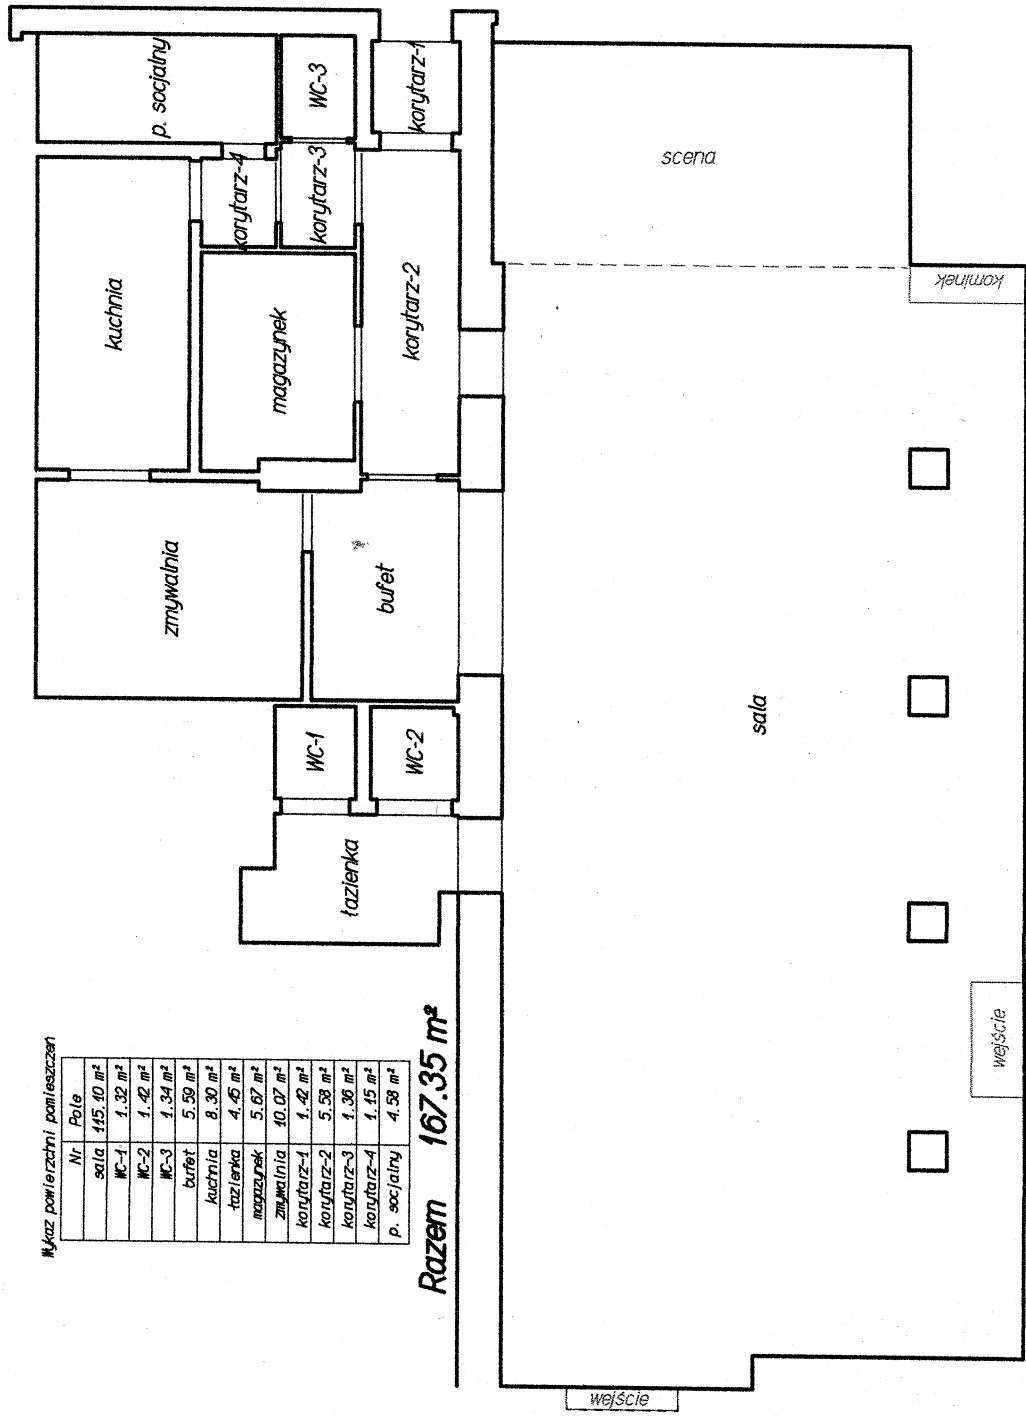 Wykaz powierzchni pomieszczeń
Nr Pole
sala 115.10 m²
WC-1 1.32 m²
WC-2 1.42 m²
WC-3 1.34 m²
bufet 5.59 m²
kuchnia 8.30 m²
łazienka 4.45 m²
magazynek 5.67 m²
zmywalnia 10.07 m²
korytarz-1 1.42 m²
korytarz-2 5.58 m²
korytarz-3 1.36 m²
korytarz-4 1.15 m²
p. socjalny 4.58 m²
Razem 167.35 m²
p. socjalny
WC-3
korytarz-1
korytarz-4
korytarz-3
kuchnia
magazynek
korytarz-2
zmywalnia
bufet
WC-1
WC-2
łazienka
scena
kominek
sala
wejście
wejście